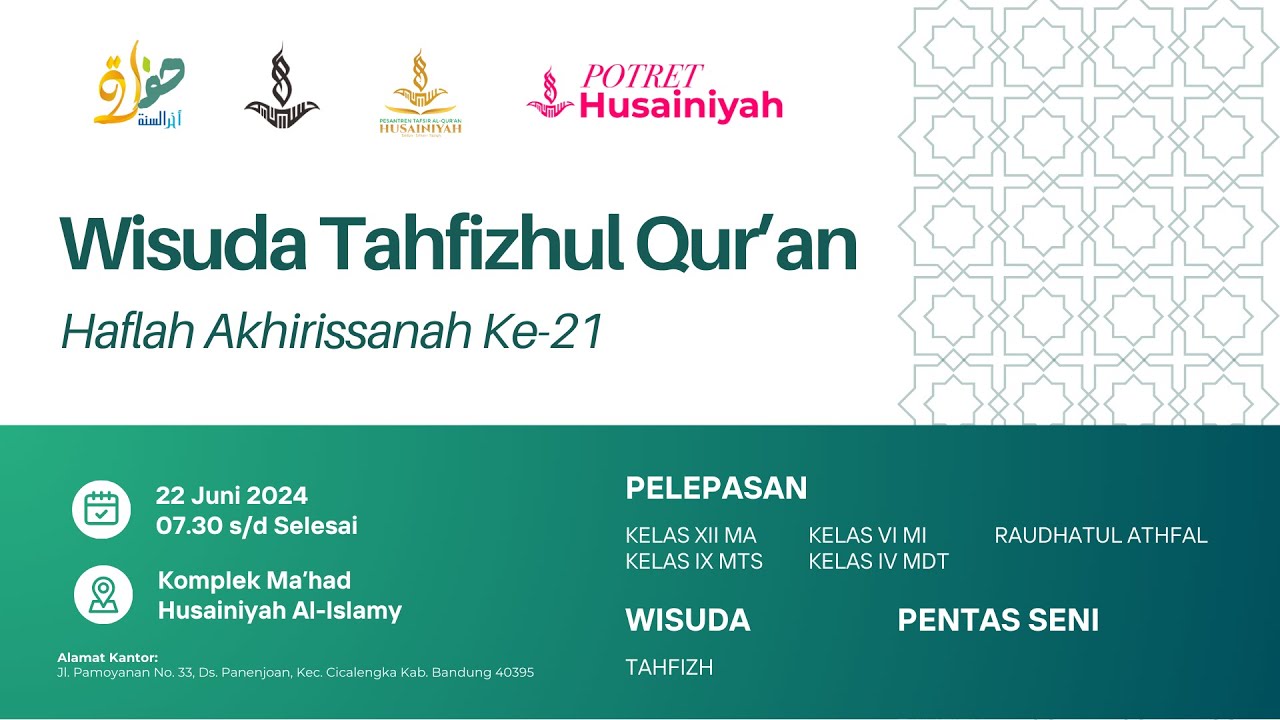 آخر السنة
PESANTREN TAFSIR AL-QUR'AN
HUSAINIYAH
POTRET
Husainiyah
Wisuda Tahfizhul Qur’an
Haflah Akhirissanah Ke-21
22 Juni 2024
07.30 s/d Selesai
Komplek Ma’had
Husainiyah Al-Islamy
Alamat Kantor:
Jl. Pamoyanan No. 33, Ds. Panenjoan, Kec. Cicalengka Kab. Bandung 40395
PELEPASAN
KELAS XII MA
KELAS IX MTS
KELAS VI MI
KELAS IV MDT
RAUDHATUL ATHFAL
WISUDA
TAHFIZH
PENTAS SENI